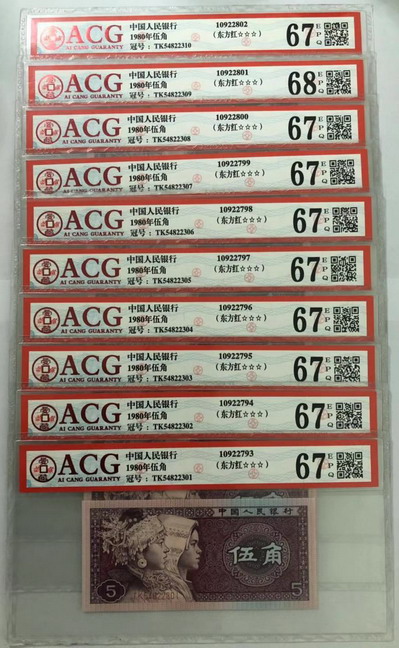 ACG
AI CANG GUARANTY
中国人民银行
1980年伍角
冠号：TK54822310
10922802
（东方红☆☆☆）
67 EPQ
ACG
AI CANG GUARANTY
中国人民银行
1980年伍角
冠号：TK54822309
10922801
（东方红☆☆☆）
68 EPQ
ACG
AI CANG GUARANTY
中国人民银行
1980年伍角
冠号：TK54822308
10922800
（东方红☆☆☆）
67 EPQ
ACG
AI CANG GUARANTY
中国人民银行
1980年伍角
冠号：TK54822307
10922799
（东方红☆☆☆）
67 EPQ
ACG
AI CANG GUARANTY
中国人民银行
1980年伍角
冠号：TK54822306
10922798
（东方红☆☆☆）
67 EPQ
ACG
AI CANG GUARANTY
中国人民银行
1980年伍角
冠号：TK54822305
10922797
（东方红☆☆☆）
67 EPQ
ACG
AI CANG GUARANTY
中国人民银行
1980年伍角
冠号：TK54822304
10922796
（东方红☆☆☆）
67 EPQ
ACG
AI CANG GUARANTY
中国人民银行
1980年伍角
冠号：TK54822303
10922795
（东方红☆☆☆）
67 EPQ
ACG
AI CANG GUARANTY
中国人民银行
1980年伍角
冠号：TK54822302
10922794
（东方红☆☆☆）
67 EPQ
ACG
AI CANG GUARANTY
中国人民银行
1980年伍角
冠号：TK54822301
10922793
（东方红☆☆☆）
67 EPQ
中国人民银行
伍角
5
TK54822301
5